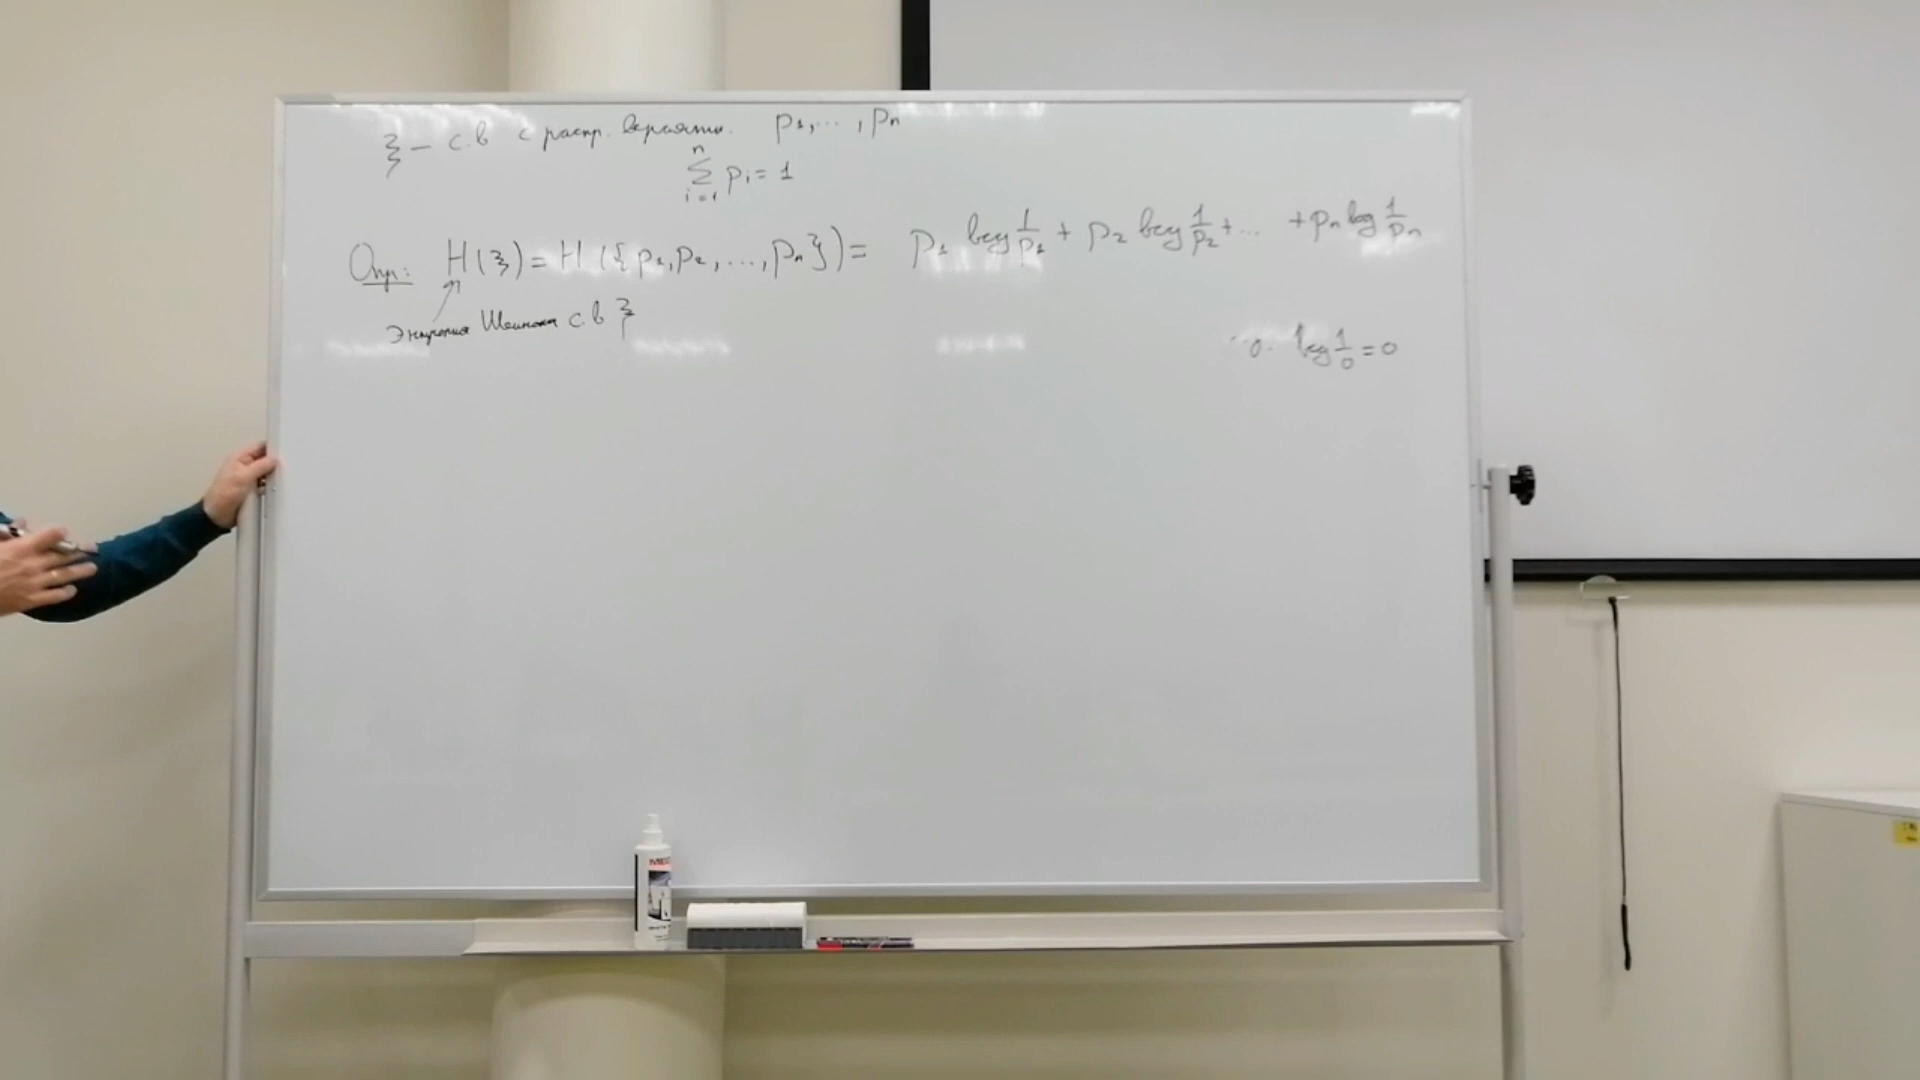 ξ – с.в с распр. вероятн. p₁, ..., pₙ
∑ᵢ₌₁ⁿ pᵢ = 1
Опр: H(ξ) = H({p₁, p₂, ..., pₙ}) = p₁ log 1/p₁ + p₂ log 1/p₂ + ... + pₙ log 1/pₙ
Энтропия Шеннона с.в ξ
"0 · log 1/0 = 0